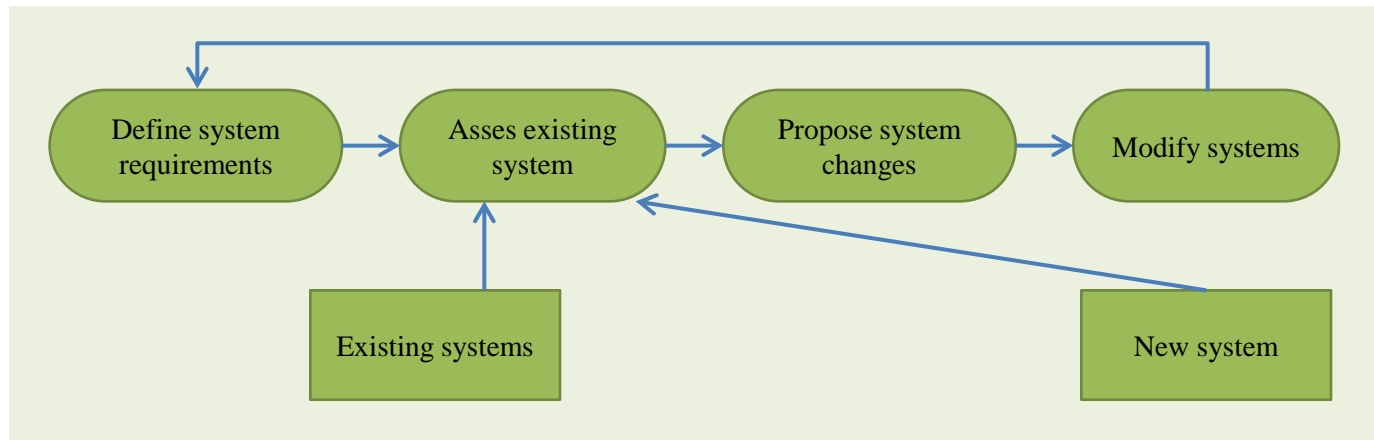 Define system
requirements
Asses existing
system
Propose system
changes
Modify systems
Existing systems
New system